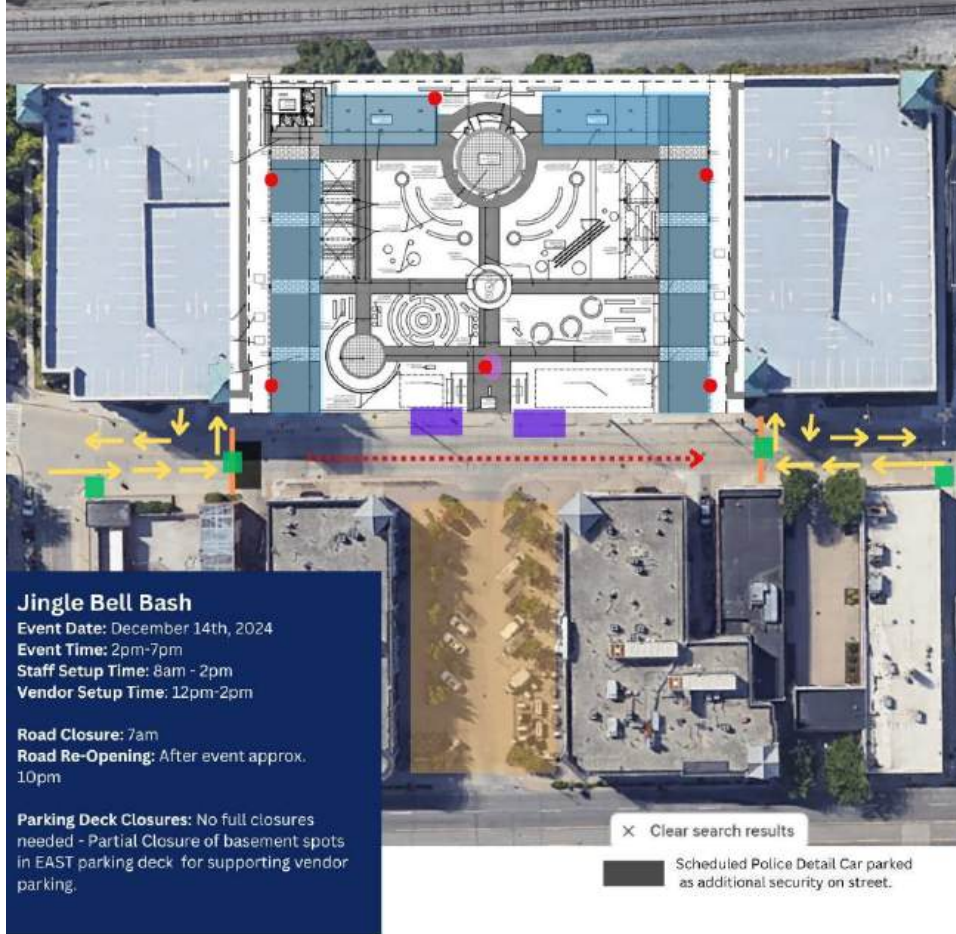 Jingle Bell Bash
Event Date: December 14th, 2024
Event Time: 2pm-7pm
Staff Setup Time: 8am - 2pm
Vendor Setup Time: 12pm-2pm
Road Closure: 7am
Road Re-Opening: After event approx.
10pm
Parking Deck Closures: No full closures
needed - Partial Closure of basement spots
in EAST parking deck for supporting vendor
parking.
× Clear search results
Scheduled Police Detail Car parked
as additional security on street.